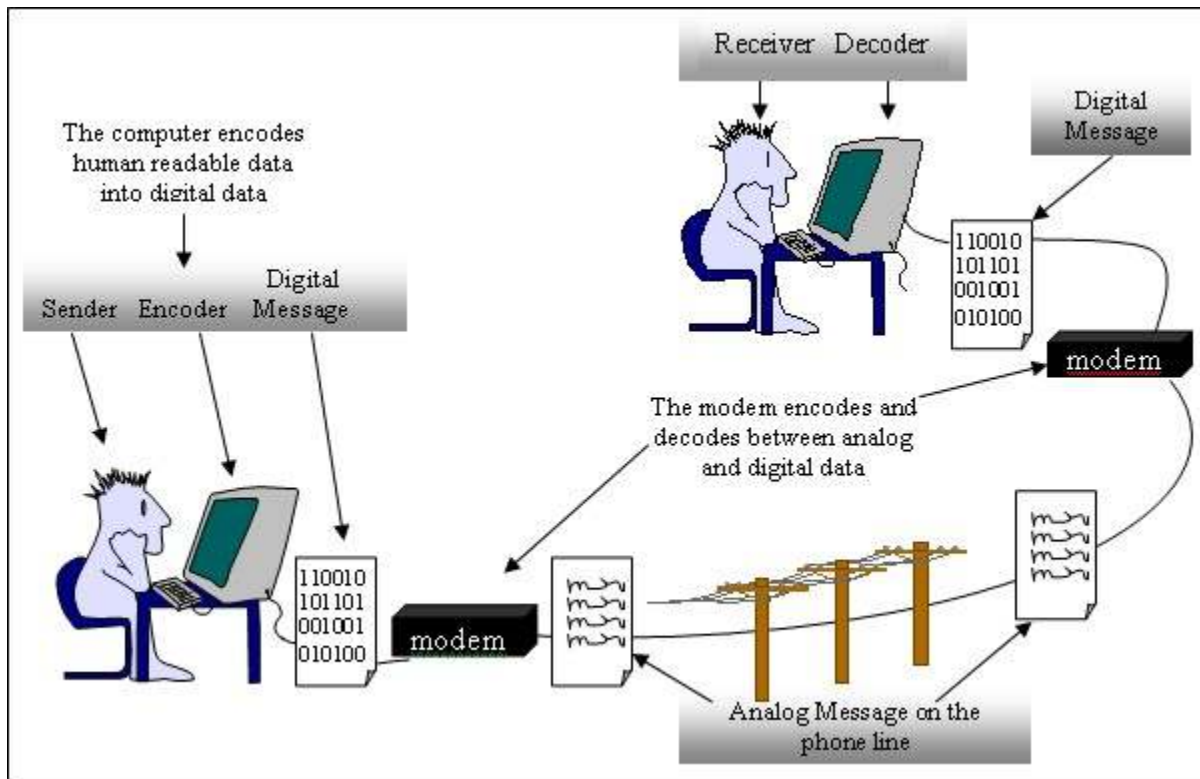 Receiver Decoder
Digital
Message
The computer encodes
human readable data
into digital data
Digital
Sender Encoder Message
110010
101101
001001
010100
modem
The modem encodes and
decodes between analog
and digital data
110010
101101
001001
010100
modem
Analog Message on the
phone line